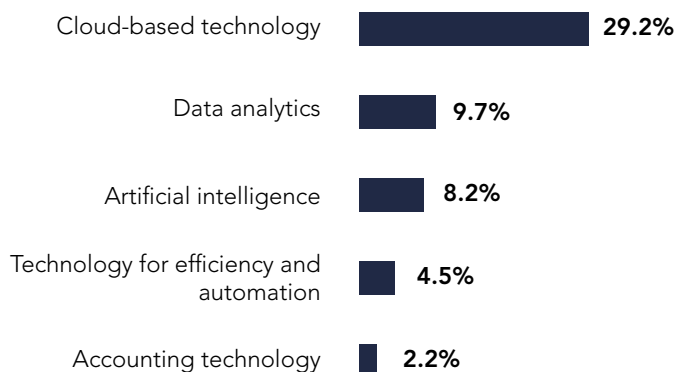 Cloud-based technology 29.2%
Data analytics 9.7%
Artificial intelligence 8.2%
Technology for efficiency and
automation 4.5%
Accounting technology 2.2%